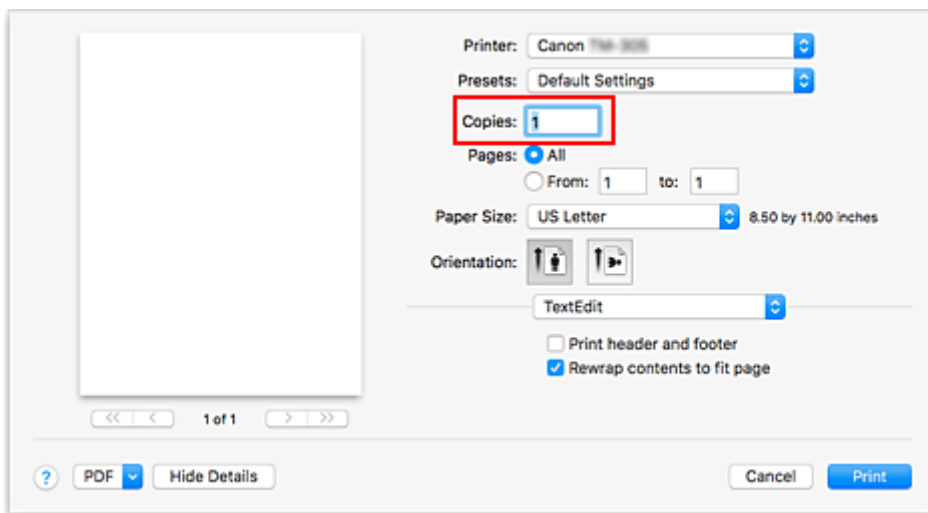 Printer: Canon
Presets: Default Settings
Copies: 1
Pages: All
From: 1 to: 1
Paper Size: US Letter 8.50 by 11.00 inches
Orientation:
TextEdit
Print header and footer
Rewrap contents to fit page
<< < 1 of 1 > >>
? PDF Hide Details Cancel Print